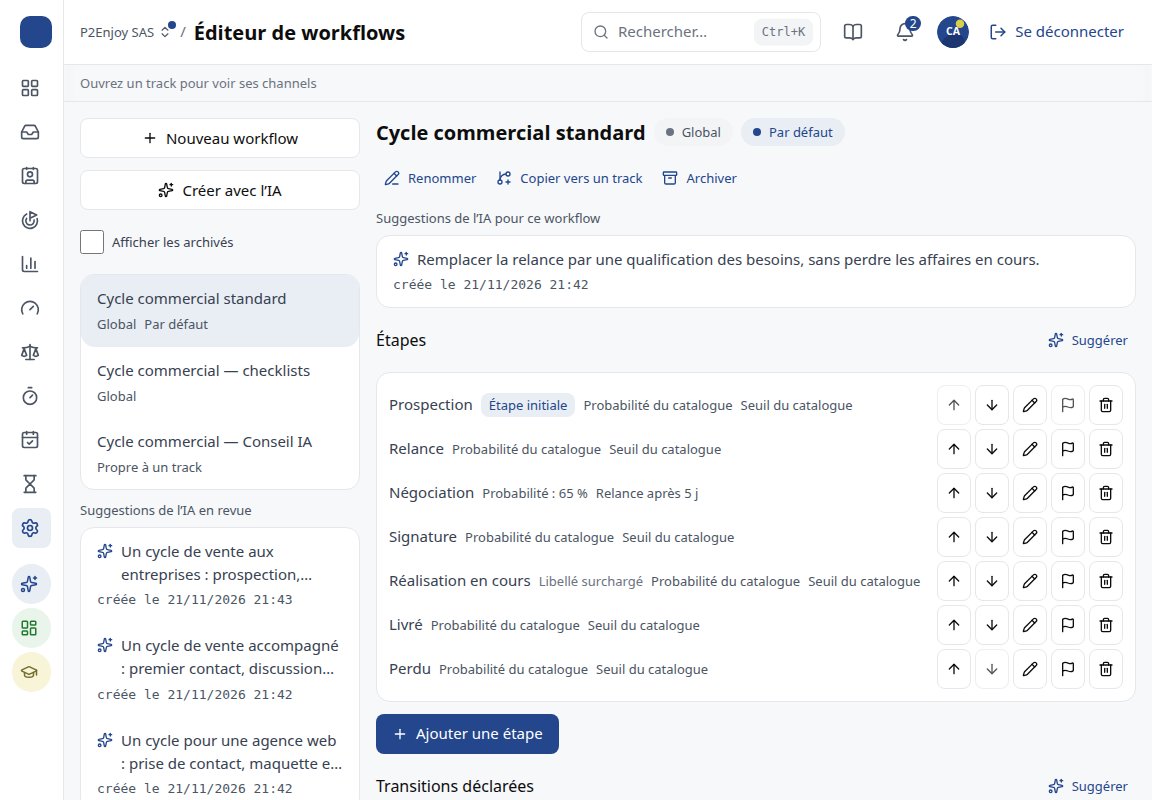 P2Enjoy SAS / Éditeur de workflows
Rechercher... Ctrl+K
2
CA
Se déconnecter
Ouvrez un track pour voir ses channels
Nouveau workflow
Créer avec l'IA
Afficher les archivés
Cycle commercial standard
Global Par défaut
Cycle commercial — checklists
Global
Cycle commercial — Conseil IA
Propre à un track
Suggestions de l'IA en revue
Un cycle de vente aux
entreprises : prospection,...
créée le 21/11/2026 21:43
Un cycle de vente accompagné
: premier contact, discussion...
créée le 21/11/2026 21:42
Un cycle pour une agence web
: prise de contact, maquette e...
créée le 21/11/2026 21:42
Cycle commercial standard Global Par défaut
Renommer Copier vers un track Archiver
Suggestions de l'IA pour ce workflow
Remplacer la relance par une qualification des besoins, sans perdre les affaires en cours.
créée le 21/11/2026 21:42
Étapes Suggérer
Prospection Étape initiale Probabilité du catalogue Seuil du catalogue
Relance Probabilité du catalogue Seuil du catalogue
Négociation Probabilité : 65 % Relance après 5 j
Signature Probabilité du catalogue Seuil du catalogue
Réalisation en cours Libellé surchargé Probabilité du catalogue Seuil du catalogue
Livré Probabilité du catalogue Seuil du catalogue
Perdu Probabilité du catalogue Seuil du catalogue
Ajouter une étape
Transitions déclarées Suggérer